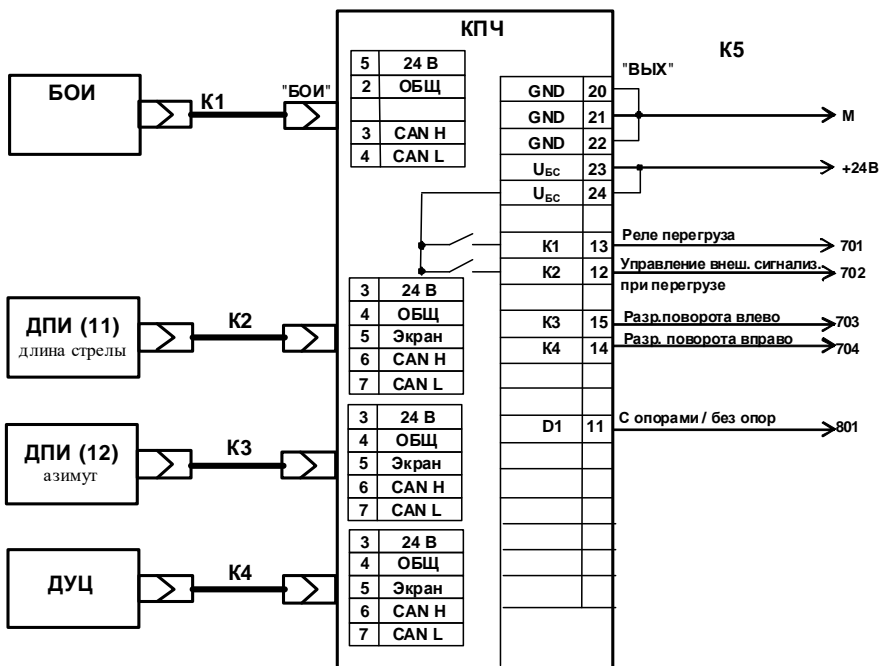 КПЧ
К5
БОИ
К1
"БОИ"
5 24 В
2 ОБЩ
3 CAN H
4 CAN L
"ВЫХ"
GND 20
GND 21
GND 22
UБС 23
UБС 24
М
+24В
К1 13 Реле перегруза 701
К2 12 Управление внеш. сигнализ. при перегрузе 702
К3 15 Разр.поворота влево 703
К4 14 Разр. поворота вправо 704
D1 11 С опорами / без опор 801
ДПИ (11)
длина стрелы
К2
3 24 В
4 ОБЩ
5 Экран
6 CAN H
7 CAN L
ДПИ (12)
азимут
К3
3 24 В
4 ОБЩ
5 Экран
6 CAN H
7 CAN L
ДУЦ
К4
3 24 В
4 ОБЩ
5 Экран
6 CAN H
7 CAN L